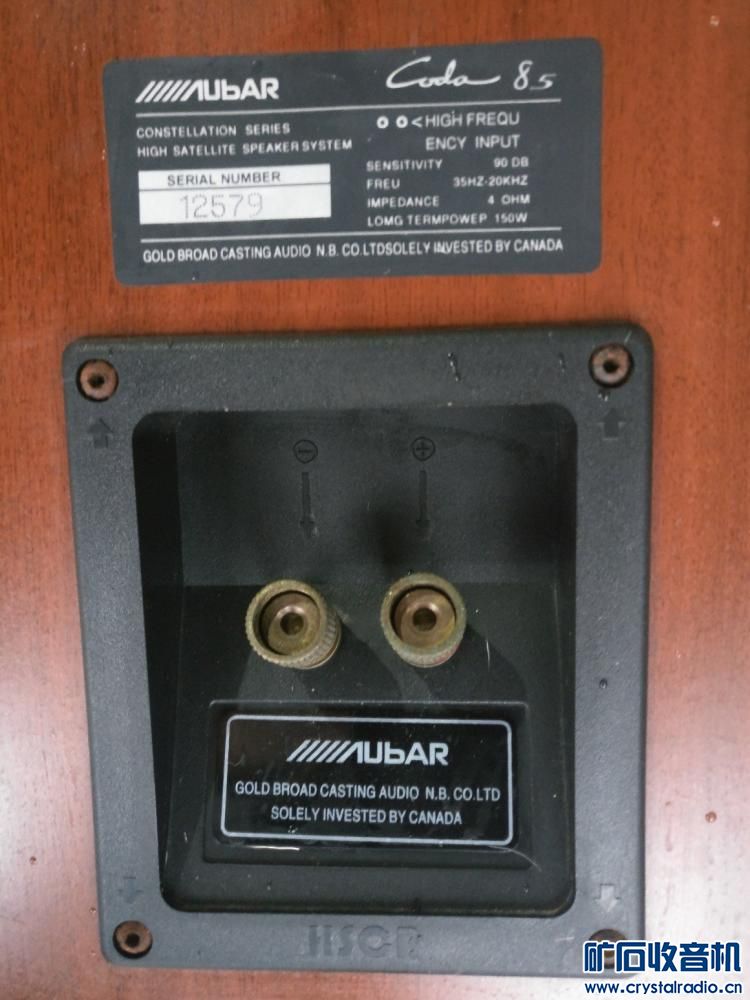 AUbAR
Coda 85
CONSTELLATION SERIES
HIGH SATELLITE SPEAKER SYSTEM
SERIAL NUMBER
12579
<HIGH FREQU
ENCY INPUT
SENSITIVITY 90 DB
FREU 35HZ-20KHZ
IMPEDANCE 4 OHM
LOMG TERMPOWEP 150W
GOLD BROAD CASTING AUDIO N.B. CO.LTDSOLELY INVESTED BY CANADA
AUbAR
GOLD BROAD CASTING AUDIO N.B. CO.LTD
SOLELY INVESTED BY CANADA
矿石收音机
www.crystalradio.cn